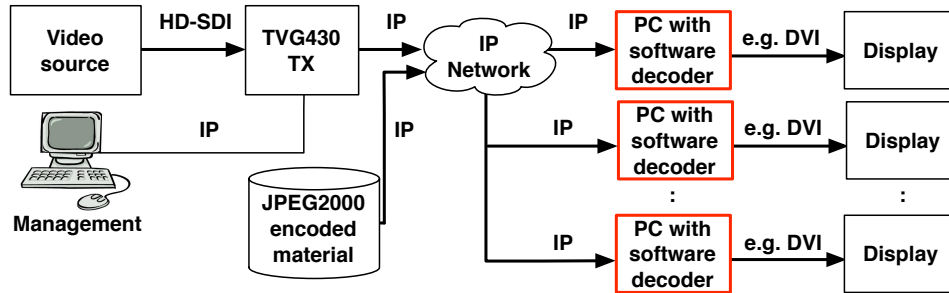 HD-SDI
IP
IP
Video
source
TVG430
TX
IP
Network
PC with
software
decoder
e.g. DVI
Display
IP
IP
IP
PC with
software
decoder
e.g. DVI
Display
Management
JPEG2000
encoded
material
:
:
IP
PC with
software
decoder
e.g. DVI
Display